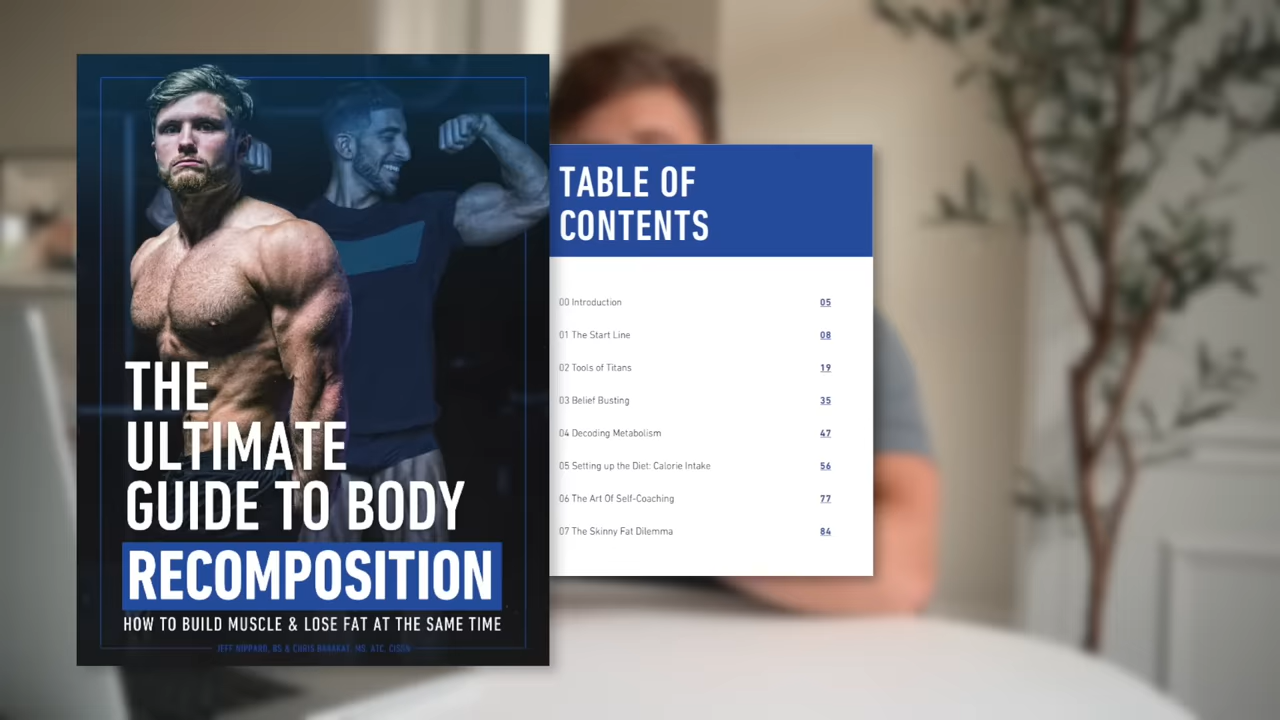 THE
ULTIMATE
GUIDE TO BODY
RECOMPOSITION
HOW TO BUILD MUSCLE & LOSE FAT AT THE SAME TIME
JEFF NIPPARD, BS & CHRIS BARAKAT, MS, ATC, CISSN
TABLE OF
CONTENTS
00 Introduction 05
01 The Start Line 08
02 Tools of Titans 19
03 Belief Busting 35
04 Decoding Metabolism 47
05 Setting up the Diet: Calorie Intake 56
06 The Art Of Self-Coaching 77
07 The Skinny Fat Dilemma 84